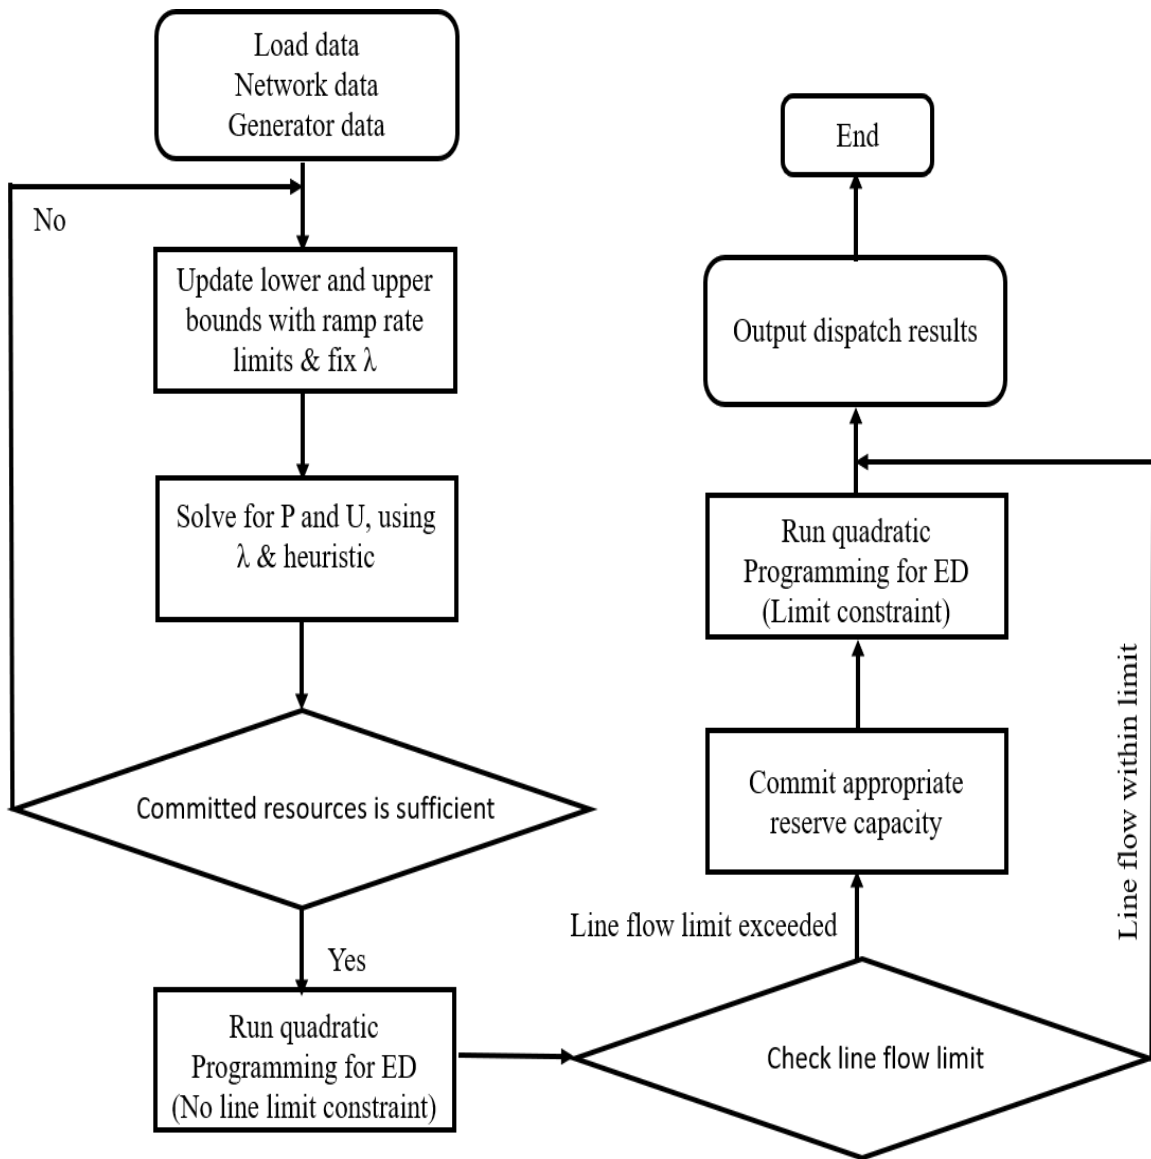 Load data
Network data
Generator data
No
Update lower and upper
bounds with ramp rate
limits & fix λ
Solve for P and U, using
λ & heuristic
Committed resources is sufficient
Yes
Run quadratic
Programming for ED
(No line limit constraint)
Check line flow limit
Line flow limit exceeded
Commit appropriate
reserve capacity
Run quadratic
Programming for ED
(Limit constraint)
Line flow within limit
Output dispatch results
End